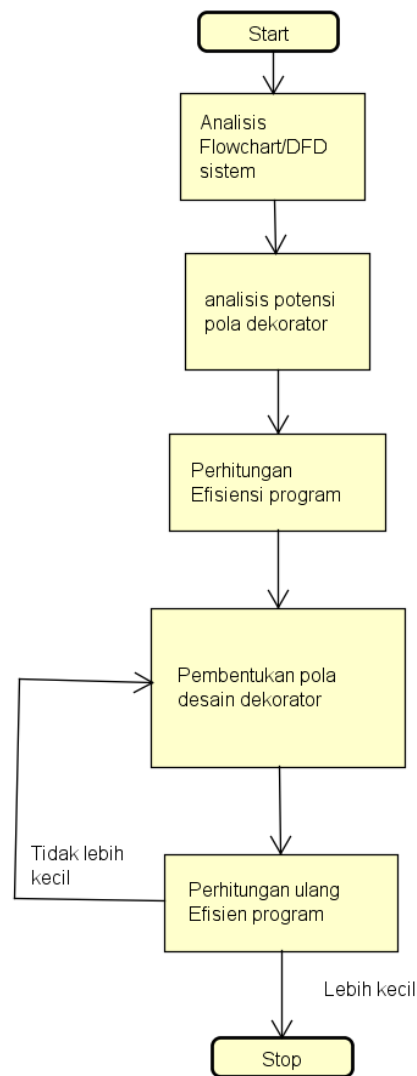 Start
Analisis
Flowchart/DFD
sistem
analisis potensi
pola dekorator
Perhitungan
Efisiensi program
Pembentukan pola
desain dekorator
Tidak lebih
kecil
Perhitungan ulang
Efisien program
Lebih kecil
Stop